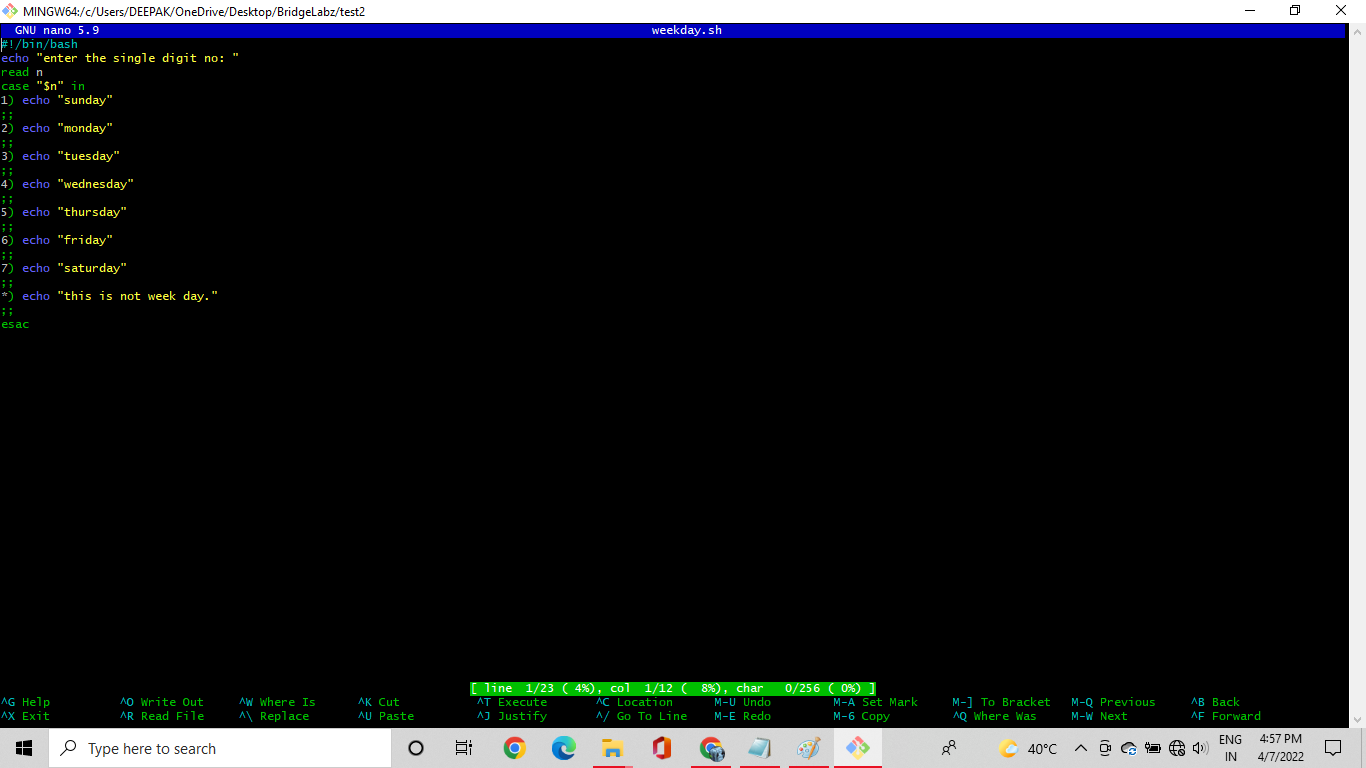 MINGW64:/c/Users/DEEPAK/OneDrive/Desktop/BridgeLabz/test2
GNU nano 5.9 weekday.sh
#!/bin/bash
echo "enter the single digit no: "
read n
case "$n" in
1) echo "sunday"
;;
2) echo "monday"
;;
3) echo "tuesday"
;;
4) echo "wednesday"
;;
5) echo "thursday"
;;
6) echo "friday"
;;
7) echo "saturday"
;;
*) echo "this is not week day."
;;
esac
[ line  1/23 ( 4%), col  1/12 (  8%), char   0/256 ( 0%) ]
^G Help ^O Write Out ^W Where Is ^K Cut ^T Execute ^C Location M-U Undo M-A Set Mark M-] To Bracket M-Q Previous ^B Back
^X Exit ^R Read File ^\ Replace ^U Paste ^J Justify ^/ Go To Line M-E Redo M-6 Copy ^Q Where Was M-W Next ^F Forward
Type here to search 40°C ENG 4:57 PM
IN 4/7/2022